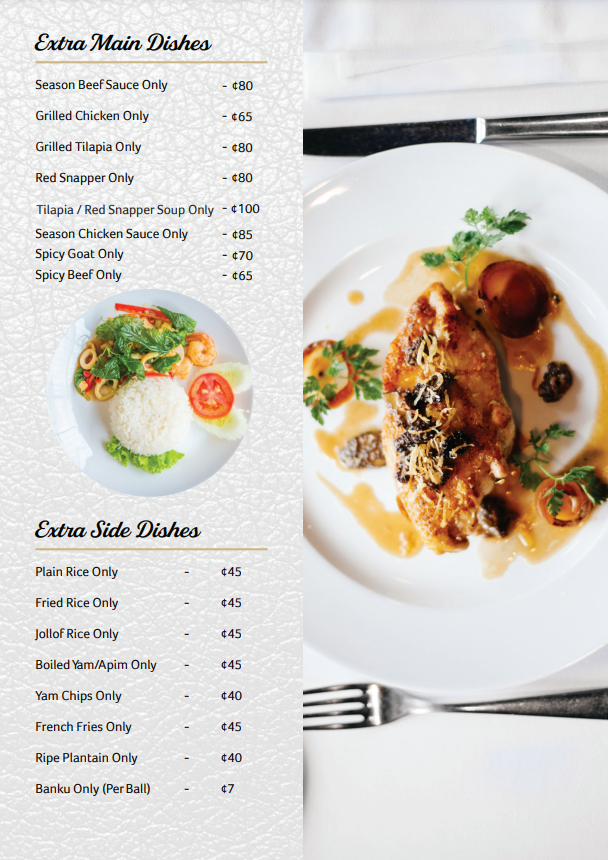 Extra Main Dishes
Season Beef Sauce Only - ¢80
Grilled Chicken Only - ¢65
Grilled Tilapia Only - ¢80
Red Snapper Only - ¢80
Tilapia / Red Snapper Soup Only - ¢100
Season Chicken Sauce Only - ¢85
Spicy Goat Only - ¢70
Spicy Beef Only - ¢65
Extra Side Dishes
Plain Rice Only - ¢45
Fried Rice Only - ¢45
Jollof Rice Only - ¢45
Boiled Yam/Apim Only - ¢45
Yam Chips Only - ¢40
French Fries Only - ¢45
Ripe Plantain Only - ¢40
Banku Only (Per Ball) - ¢7